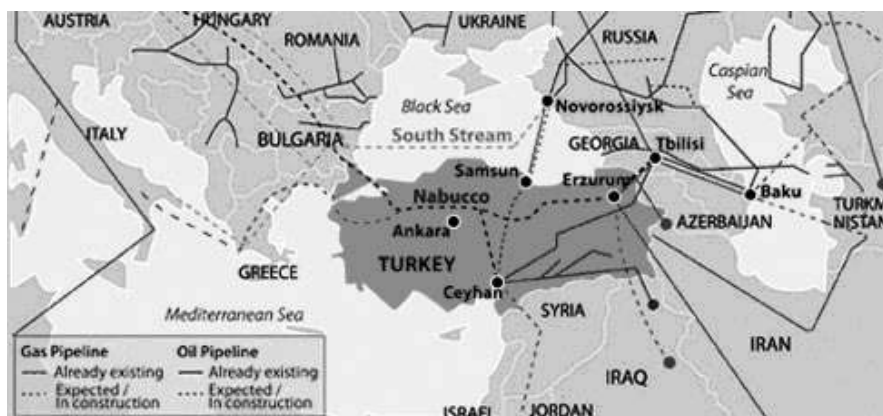 AUSTRIA
HUNGARY
UKRAINE
ROMANIA
RUSSIA
Caspian
Sea
Black Sea
Novorossiysk
ITALY
BULGARIA
South Stream
GEORGIA
Tbilisi
Samsun
Erzurum
Nabucco
Baku
TURKM
NISTAN
Ankara
AZERBAIJAN
GREECE
TURKEY
Ceyhan
Mediterranean Sea
SYRIA
IRAN
IRAQ
Gas Pipeline
Already existing
Expected /
In construction
Oil Pipeline
Already existing
Expected /
In construction
ISRAEL
JORDAN